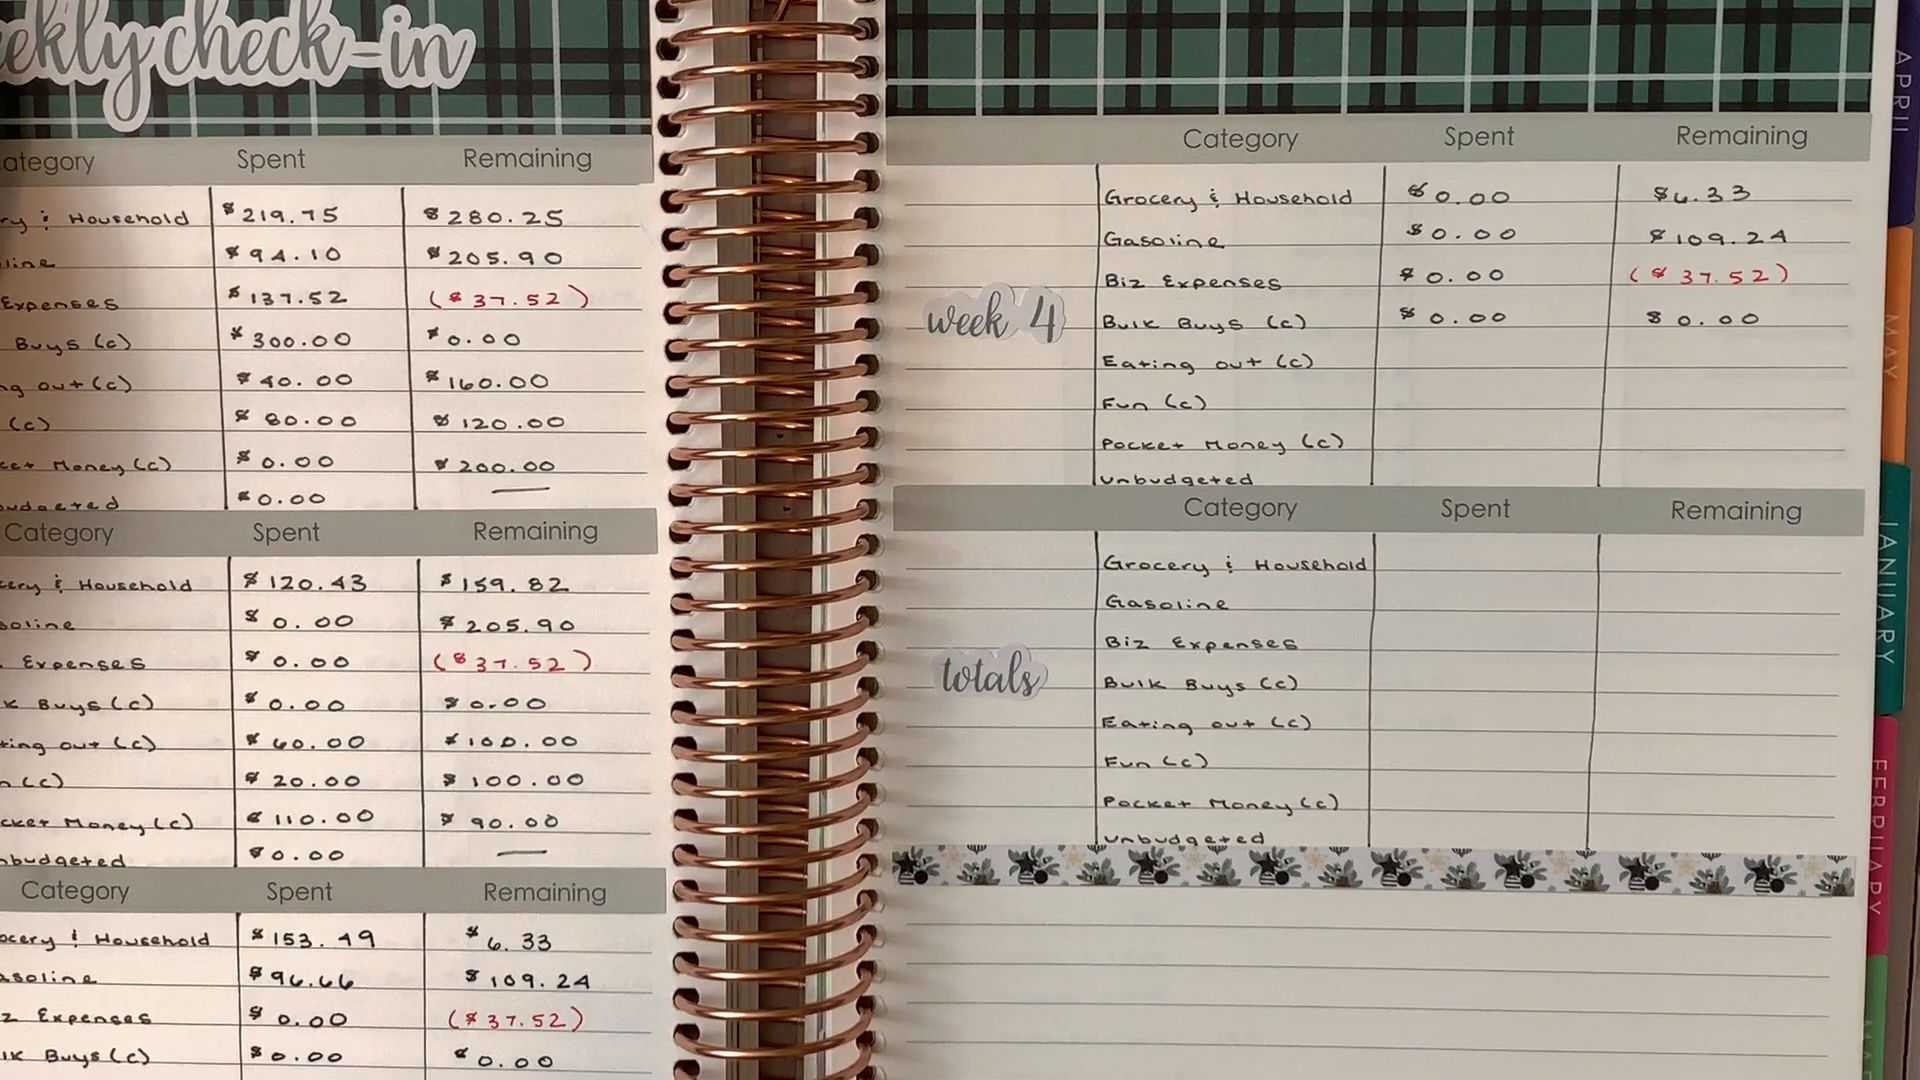 ekly check-in
ategory Spent Remaining
ry & Household $219.75 $280.25
line $94.10 $205.90
Expenses $137.52 ($37.52)
Buys (c) $300.00 $0.00
ng out (c) $40.00 $160.00
(c) $80.00 $120.00
ket Money (c) $0.00 $200.00
budgeted $0.00 —
Category Spent Remaining
cery & Household $120.43 $159.82
soline $0.00 $205.90
. Expenses $0.00 ($37.52)
k Buys (c) $0.00 $0.00
ting out (c) $60.00 $100.00
n (c) $20.00 $100.00
cket Money (c) $110.00 $90.00
nbudgeted $0.00 —
Category Spent Remaining
ocery & Household $153.49 $6.33
asoline $96.66 $109.24
z Expenses $0.00 ($37.52)
lk Buys (c) $0.00 $0.00
Category Spent Remaining
week 4
Grocery & Household $0.00 $6.33
Gasoline $0.00 $109.24
Biz Expenses $0.00 ($37.52)
Bulk Buys (c) $0.00 $0.00
Eating out (c)
Fun (c)
Pocket Money (c)
unbudgeted
Category Spent Remaining
totals
Grocery & Household
Gasoline
Biz Expenses
Bulk Buys (c)
Eating out (c)
Fun (c)
Pocket Money (c)
unbudgeted
APRIL
MAY
JANUARY
FEBRUARY
MA